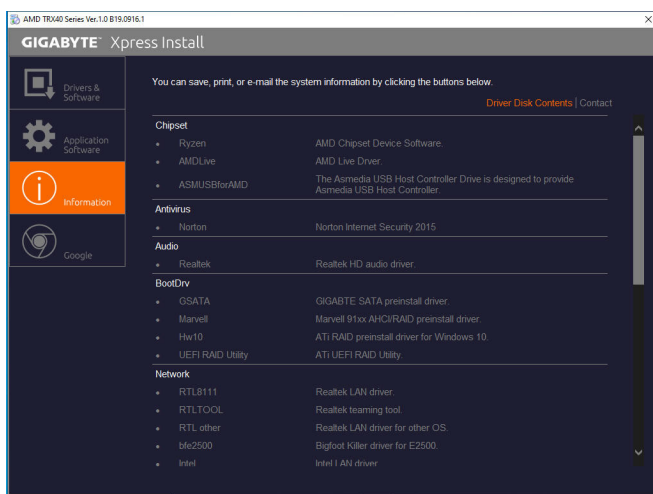 AMD TRX40 Series Ver.1.0 B19.0916.1
GIGABYTE™ Xpress Install
Drivers &
Software
Application
Software
Information
Google
You can save, print, or e-mail the system information by clicking the buttons below.
Driver Disk Contents | Contact
Chipset
• Ryzen AMD Chipset Device Software.
• AMDLive AMD Live Drver.
• ASMUSBforAMD The Asmedia USB Host Controller Drive is designed to provide
Asmedia USB Host Controller.
Antivirus
• Norton Norton Internet Security 2015
Audio
• Realtek Realtek HD audio driver.
BootDrv
• GSATA GIGABTE SATA preinstall driver.
• Marvell Marvell 91xx AHCI/RAID preinstall driver.
• Hw10 ATi RAID preinstall driver for Windows 10.
• UEFI RAID Utility ATi UEFI RAID Utility.
Network
• RTL8111 Realtek LAN driver.
• RTLTOOL Realtek teaming tool.
• RTL other Realtek LAN driver for other OS.
• bfe2500 Bigfoot Killer driver for E2500.
• Intel Intel LAN driver